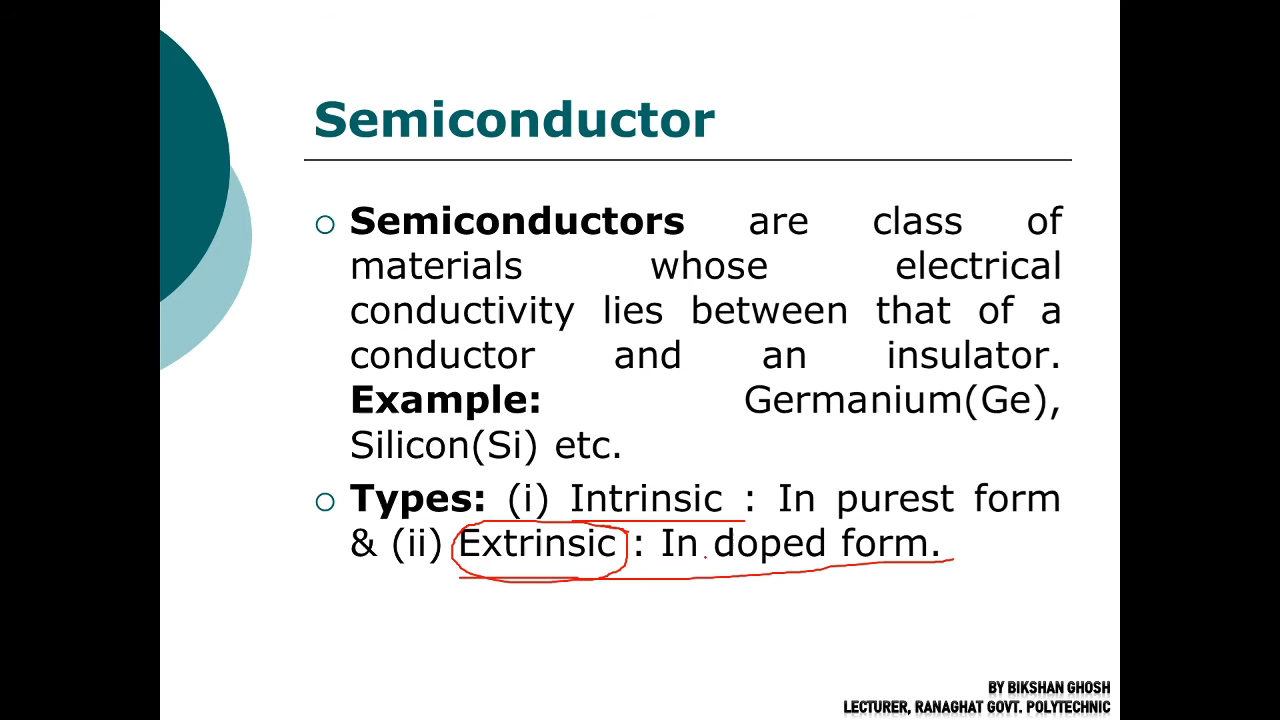 Semiconductor
Semiconductors are class of
materials whose electrical
conductivity lies between that of a
conductor and an insulator.
Example: Germanium(Ge),
Silicon(Si) etc.
Types: (i) Intrinsic : In purest form
& (ii) Extrinsic : In doped form.
BY BIKSHAN GHOSH
LECTURER, RANAGHAT GOVT. POLYTECHNIC